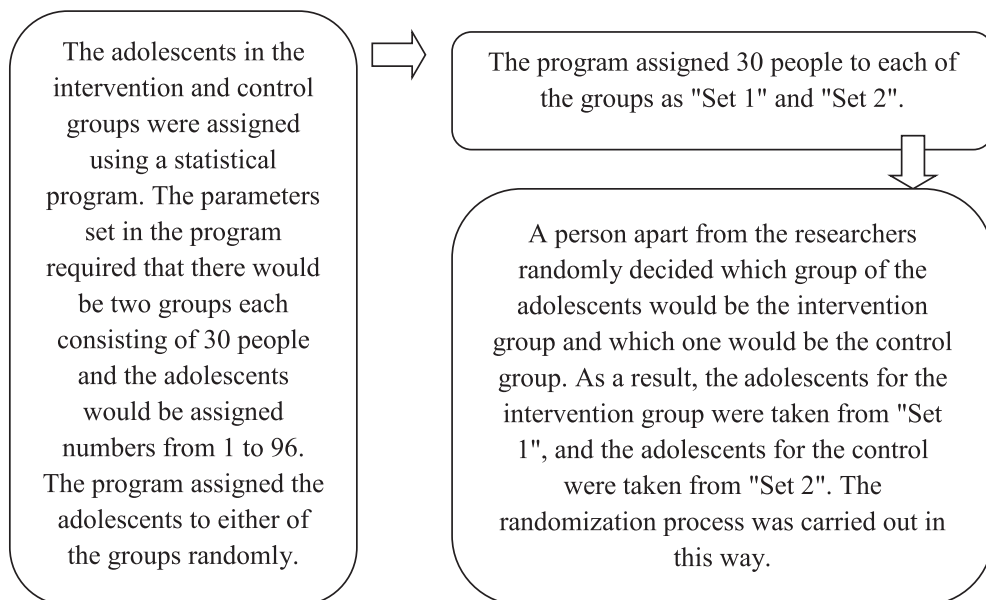 The adolescents in the
intervention and control
groups were assigned
using a statistical
program. The parameters
set in the program
required that there would
be two groups each
consisting of 30 people
and the adolescents
would be assigned
numbers from 1 to 96.
The program assigned the
adolescents to either of
the groups randomly.
The program assigned 30 people to each of
the groups as "Set 1" and "Set 2".
A person apart from the researchers
randomly decided which group of the
adolescents would be the intervention
group and which one would be the control
group. As a result, the adolescents for the
intervention group were taken from "Set
1", and the adolescents for the control
were taken from "Set 2". The
randomization process was carried out in
this way.